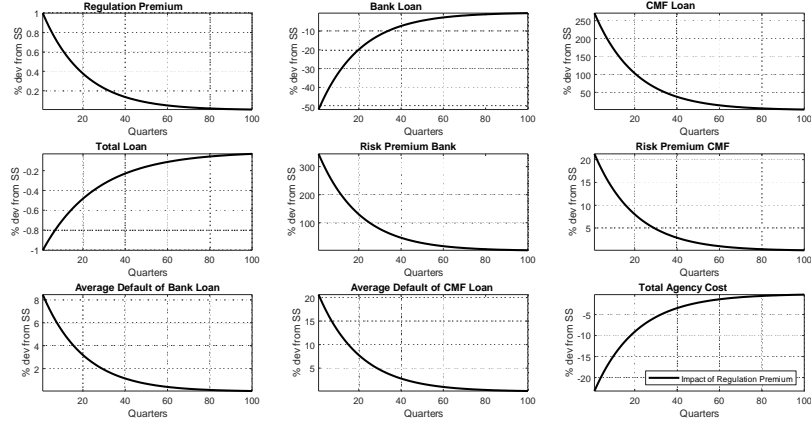 Regulation Premium
% dev from SS
1
0.8
0.6
0.4
0.2
20 40 60 80 100
Quarters
Bank Loan
% dev from SS
-10
-20
-30
-40
-50
20 40 60 80 100
Quarters
CMF Loan
% dev from SS
250
200
150
100
50
20 40 60 80 100
Quarters
Total Loan
% dev from SS
-0.2
-0.4
-0.6
-0.8
-1
20 40 60 80 100
Quarters
Risk Premium Bank
% dev from SS
300
200
100
20 40 60 80 100
Quarters
Risk Premium CMF
% dev from SS
20
15
10
5
20 40 60 80 100
Quarters
Average Default of Bank Loan
% dev from SS
8
6
4
2
20 40 60 80 100
Quarters
Average Default of CMF Loan
% dev from SS
20
15
10
5
20 40 60 80 100
Quarters
Total Agency Cost
% dev from SS
-5
-10
-15
-20
20 40 60 80 100
Quarters
Impact of Regulation Premium